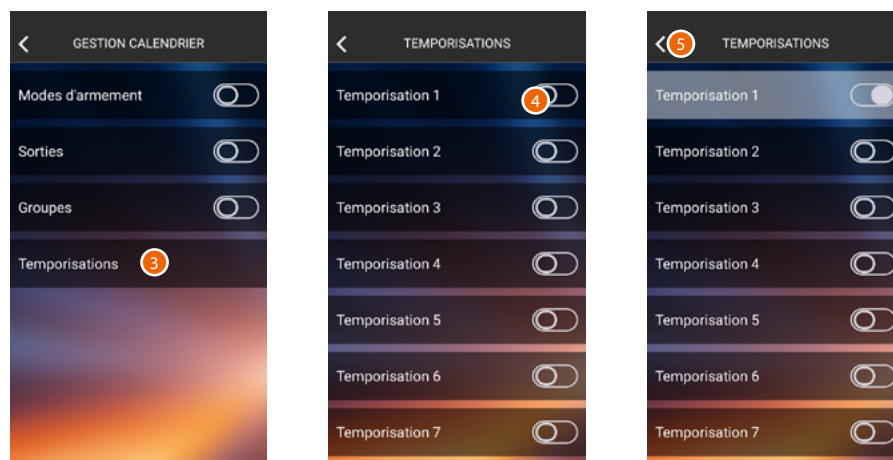 GESTION CALENDRIER
Modes d'armement
Sorties
Groupes
Temporisations 3
TEMPORISATIONS
Temporisation 1 4
Temporisation 2
Temporisation 3
Temporisation 4
Temporisation 5
Temporisation 6
Temporisation 7
5 TEMPORISATIONS
Temporisation 1
Temporisation 2
Temporisation 3
Temporisation 4
Temporisation 5
Temporisation 6
Temporisation 7